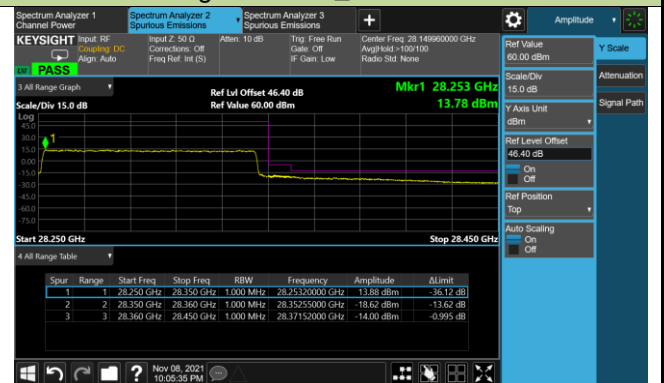 Spectrum Analyzer 1
Channel Power
Spectrum Analyzer 2
Spurious Emissions
Spectrum Analyzer 3
Spurious Emissions
Amplitude
KEYSIGHT
Input: RF
Coupling: DC
Align: Auto
Input Z: 50 Ω
Corrections: Off
Freq Ref: Int (S)
Atten: 10 dB
Trig: Free Run
Gate: Off
IF Gain: Low
Center Freq: 28.149960000 GHz
Avg|Hold:>100/100
Radio Std: None
PASS
3 All Range Graph
Scale/Div 15.0 dB
Ref Lvl Offset 46.40 dB
Ref Value 60.00 dBm
Mkr1 28.253 GHz
13.78 dBm
Log
45.0
30.0
15.0
0.00
-15.0
-30.0
-45.0
-60.0
-75.0
1
Start 28.250 GHz
Stop 28.450 GHz
4 All Range Table
Spur Range Start Freq Stop Freq RBW Frequency Amplitude ΔLimit
1 1 28.250 GHz 28.350 GHz 1.000 MHz 28.25320000 GHz 13.88 dBm -36.12 dB
2 2 28.350 GHz 28.360 GHz 1.000 MHz 28.35255000 GHz -18.62 dBm -13.62 dB
3 3 28.360 GHz 28.450 GHz 1.000 MHz 28.37152000 GHz -14.00 dBm -0.995 dB
Ref Value
60.00 dBm
Scale/Div
15.0 dB
Y Axis Unit
dBm
Ref Level Offset
46.40 dB
On
Off
Ref Position
Top
Auto Scaling
On
Off
Y Scale
Attenuation
Signal Path
Nov 08, 2021
10:05:35 PM